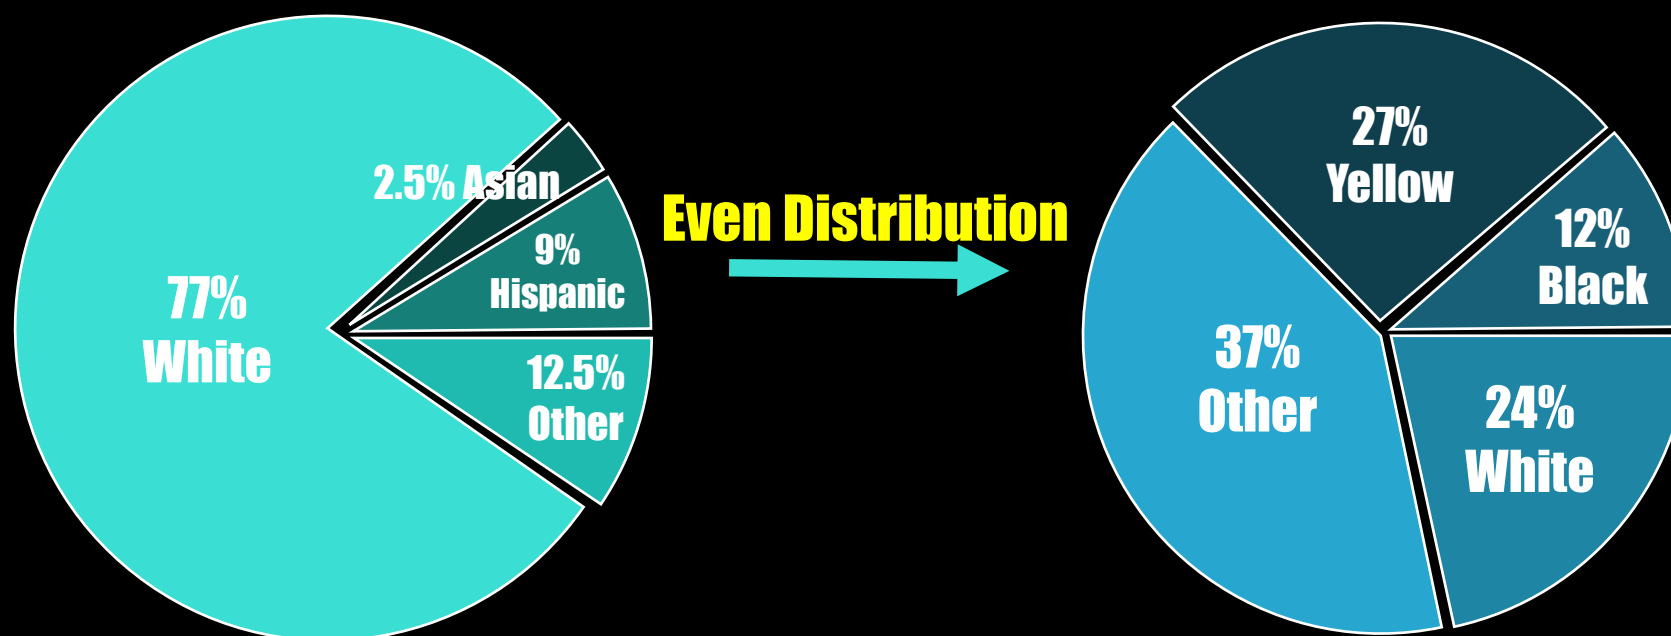 77%
White
2.5% Asian
9%
Hispanic
12.5%
Other
Even Distribution
27%
Yellow
12%
Black
24%
White
37%
Other